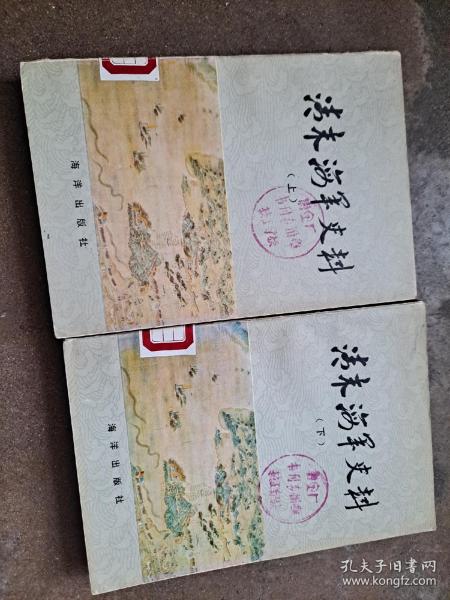 清末海军史料
（上）
海洋出版社
清末海军史料
（下）
海洋出版社
孔夫子旧书网
www.kongfz.com